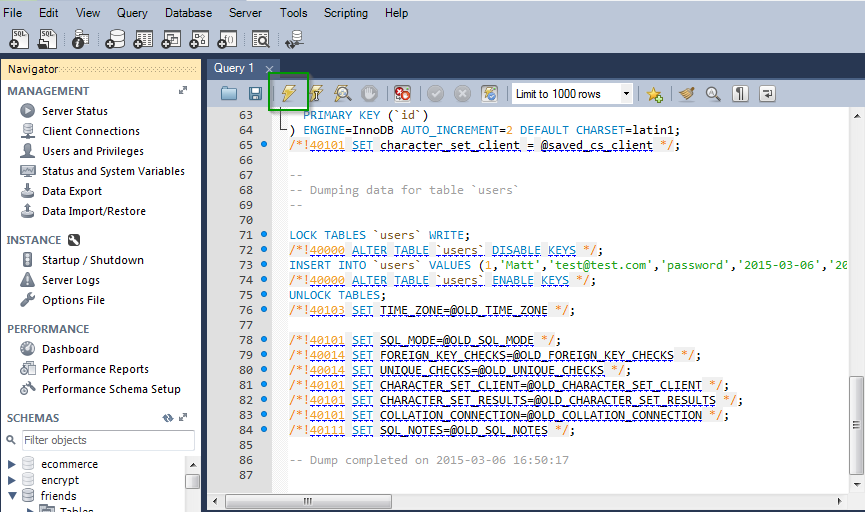 File Edit View Query Database Server Tools Scripting Help
Navigator
MANAGEMENT
Server Status
Client Connections
Users and Privileges
Status and System Variables
Data Export
Data Import/Restore
INSTANCE
Startup / Shutdown
Server Logs
Options File
PERFORMANCE
Dashboard
Performance Reports
Performance Schema Setup
SCHEMAS
Filter objects
ecommerce
encrypt
friends
Tables
Query 1
Limit to 1000 rows
63 PRIMARY KEY (`id`)
64 ) ENGINE=InnoDB AUTO_INCREMENT=2 DEFAULT CHARSET=latin1;
65 /*!40101 SET character_set_client = @saved_cs_client */;
66
67 --
68 -- Dumping data for table `users`
69 --
70
71 LOCK TABLES `users` WRITE;
72 /*!40000 ALTER TABLE `users` DISABLE KEYS */;
73 INSERT INTO `users` VALUES (1,'Matt','test@test.com','password','2015-03-06','20
74 /*!40000 ALTER TABLE `users` ENABLE KEYS */;
75 UNLOCK TABLES;
76 /*!40103 SET TIME_ZONE=@OLD_TIME_ZONE */;
77
78 /*!40101 SET SQL_MODE=@OLD_SQL_MODE */;
79 /*!40014 SET FOREIGN_KEY_CHECKS=@OLD_FOREIGN_KEY_CHECKS */;
80 /*!40014 SET UNIQUE_CHECKS=@OLD_UNIQUE_CHECKS */;
81 /*!40101 SET CHARACTER_SET_CLIENT=@OLD_CHARACTER_SET_CLIENT */;
82 /*!40101 SET CHARACTER_SET_RESULTS=@OLD_CHARACTER_SET_RESULTS */;
83 /*!40101 SET COLLATION_CONNECTION=@OLD_COLLATION_CONNECTION */;
84 /*!40111 SET SQL_NOTES=@OLD_SQL_NOTES */;
85
86 -- Dump completed on 2015-03-06 16:50:17
87